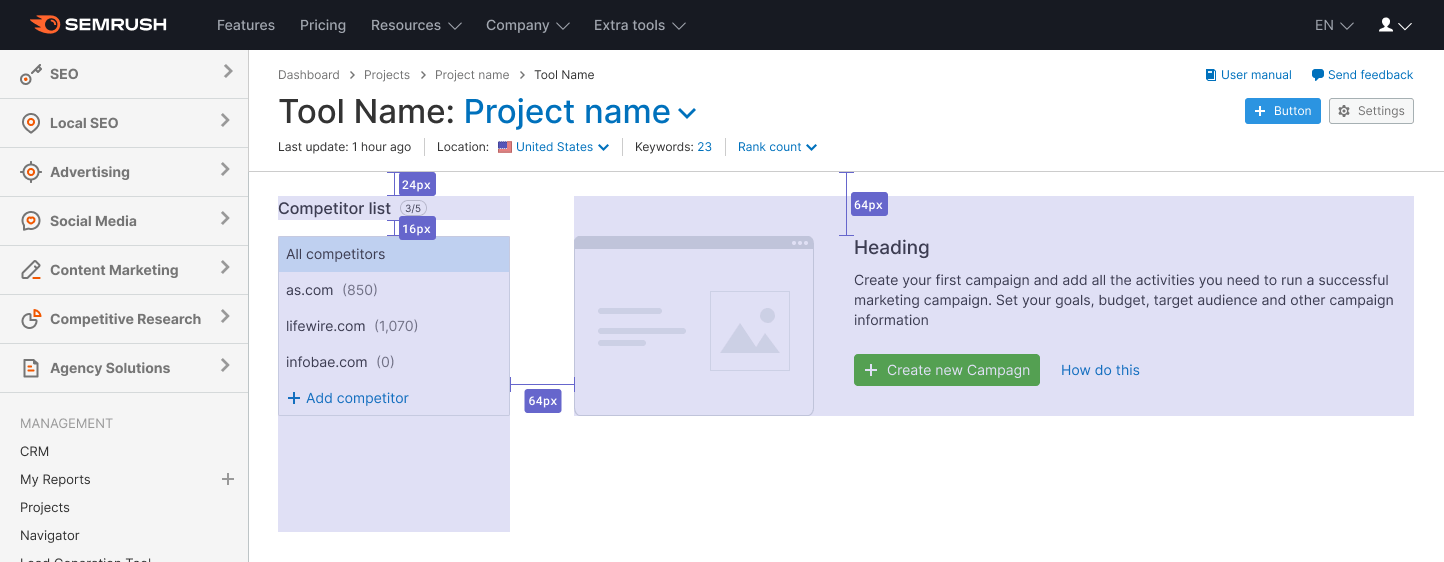 SEMRUSH Features Pricing Resources Company Extra tools EN
SEO
Local SEO
Advertising
Social Media
Content Marketing
Competitive Research
Agency Solutions
MANAGEMENT
CRM
My Reports
Projects
Navigator
Lead Generation Tool
Dashboard > Projects > Project name > Tool Name
User manual Send feedback
Tool Name: Project name
+ Button Settings
Last update: 1 hour ago Location: United States Keywords: 23 Rank count
24px
64px
Competitor list 3/5
16px
All competitors
as.com (850)
lifewire.com (1,070)
infobae.com (0)
+ Add competitor
64px
Heading
Create your first campaign and add all the activities you need to run a successful
marketing campaign. Set your goals, budget, target audience and other campaign
information
+ Create new Campagn How do this